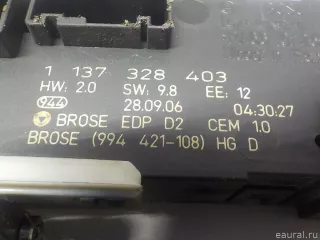 1 137 328 403
HW: 2.0 SW: 9.8 EE: 12
944 28.09.06 04:30:27
BROSE EDP D2 CEM 1.0
BROSE (994 421-108) HG D
eaural.ru